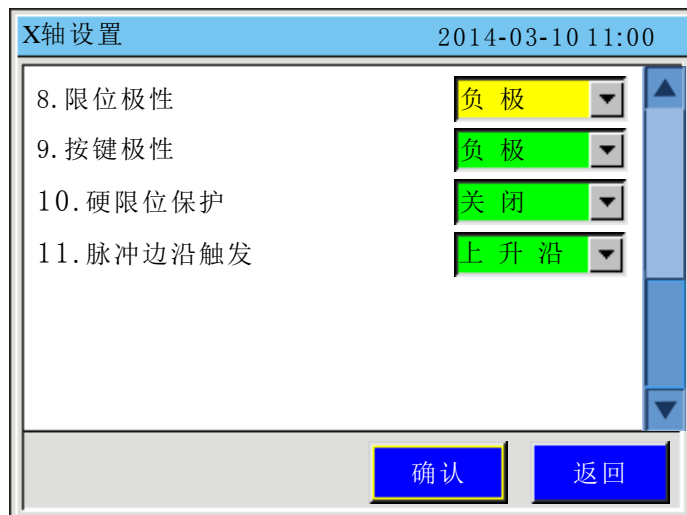 X轴设置 2014-03-10 11:00
8.限位极性 负 极
9.按键极性 负 极
10.硬限位保护 关 闭
11.脉冲边沿触发 上 升 沿
确认 返回